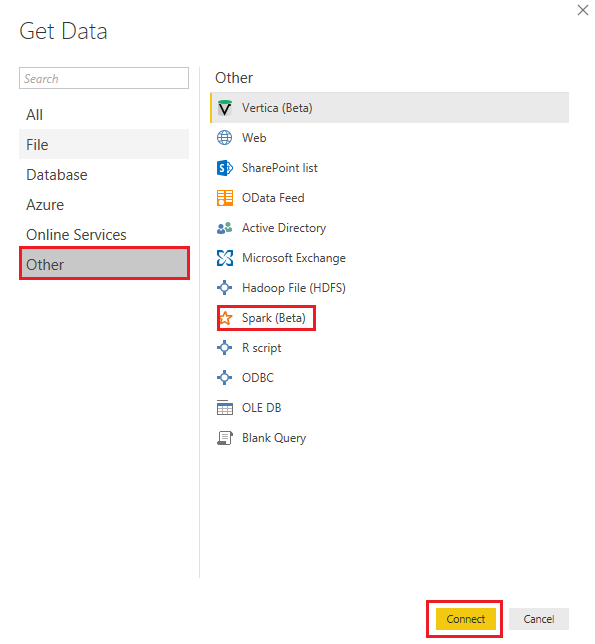 Get Data
Search
All
File
Database
Azure
Online Services
Other
Other
Vertica (Beta)
Web
SharePoint list
OData Feed
Active Directory
Microsoft Exchange
Hadoop File (HDFS)
Spark (Beta)
R script
ODBC
OLE DB
Blank Query
Connect
Cancel